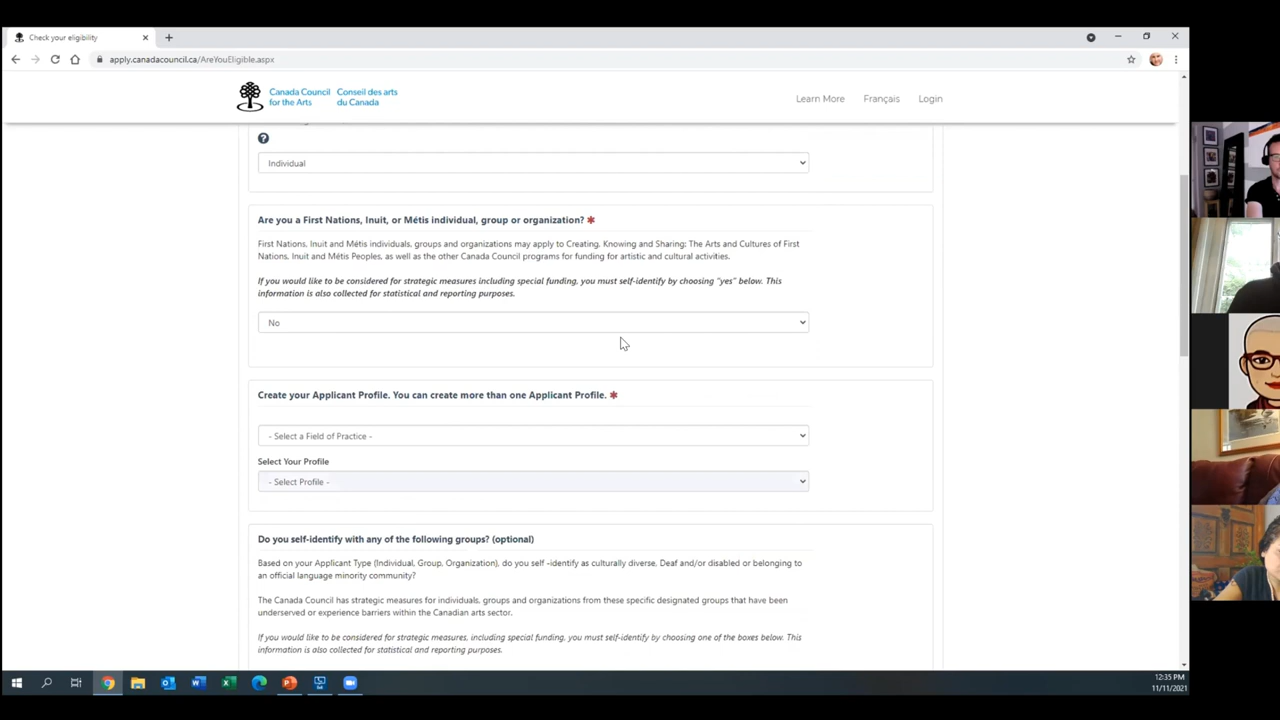 Check your eligibility
apply.canadacouncil.ca/AreYouEligible.aspx
Canada Council for the Arts
Conseil des arts du Canada
Learn More
Français
Login
?
Individual
Are you a First Nations, Inuit, or Métis individual, group or organization? *
First Nations, Inuit and Métis individuals, groups and organizations may apply to Creating, Knowing and Sharing: The Arts and Cultures of First
Nations, Inuit and Métis Peoples, as well as the other Canada Council programs for funding for artistic and cultural activities.
If you would like to be considered for strategic measures including special funding, you must self-identify by choosing "yes" below. This
information is also collected for statistical and reporting purposes.
No
Create your Applicant Profile. You can create more than one Applicant Profile. *
- Select a Field of Practice -
Select Your Profile
- Select Profile -
Do you self-identify with any of the following groups? (optional)
Based on your Applicant Type (Individual, Group, Organization), do you self -identify as culturally diverse, Deaf and/or disabled or belonging to
an official language minority community?
The Canada Council has strategic measures for individuals, groups and organizations from these specific designated groups that have been
underserved or experience barriers within the Canadian arts sector.
If you would like to be considered for strategic measures, including special funding, you must self-identify by choosing one of the boxes below. This
information is also collected for statistical and reporting purposes.
12:35 PM
11/11/2021